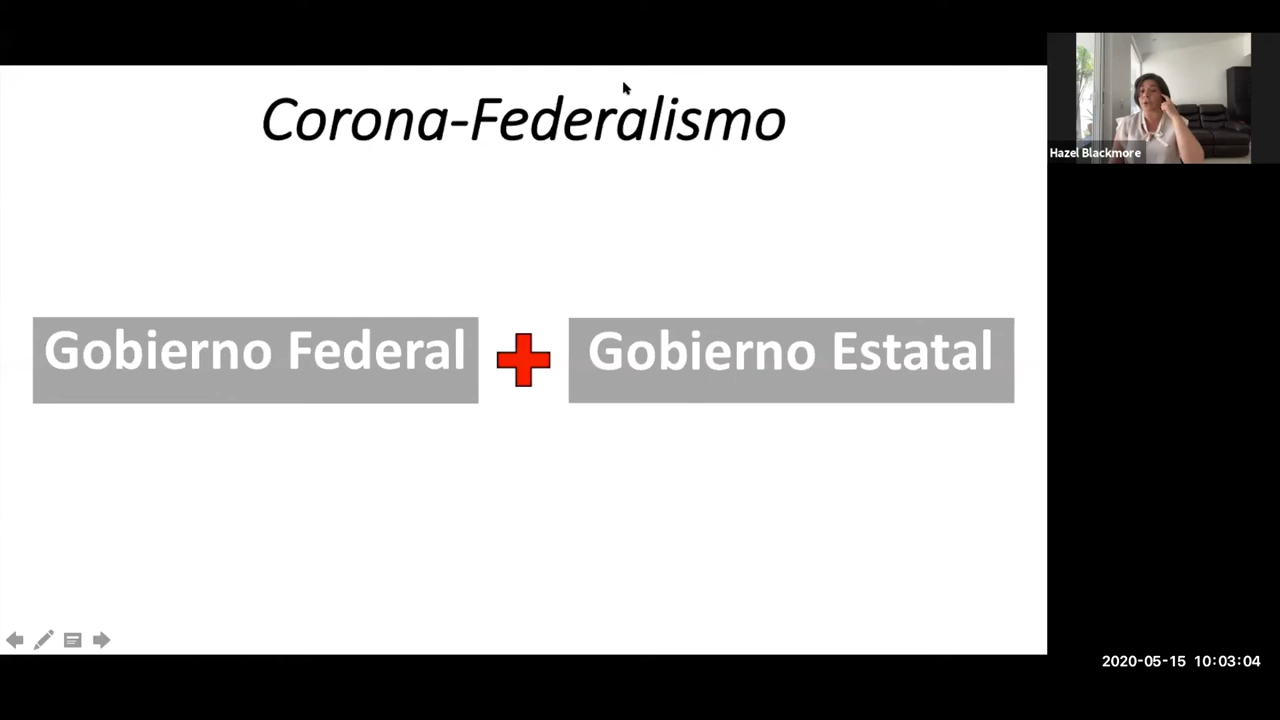 Corona-Federalismo
Hazel Blackmore
Gobierno Federal
Gobierno Estatal
2020-05-15 10:03:04